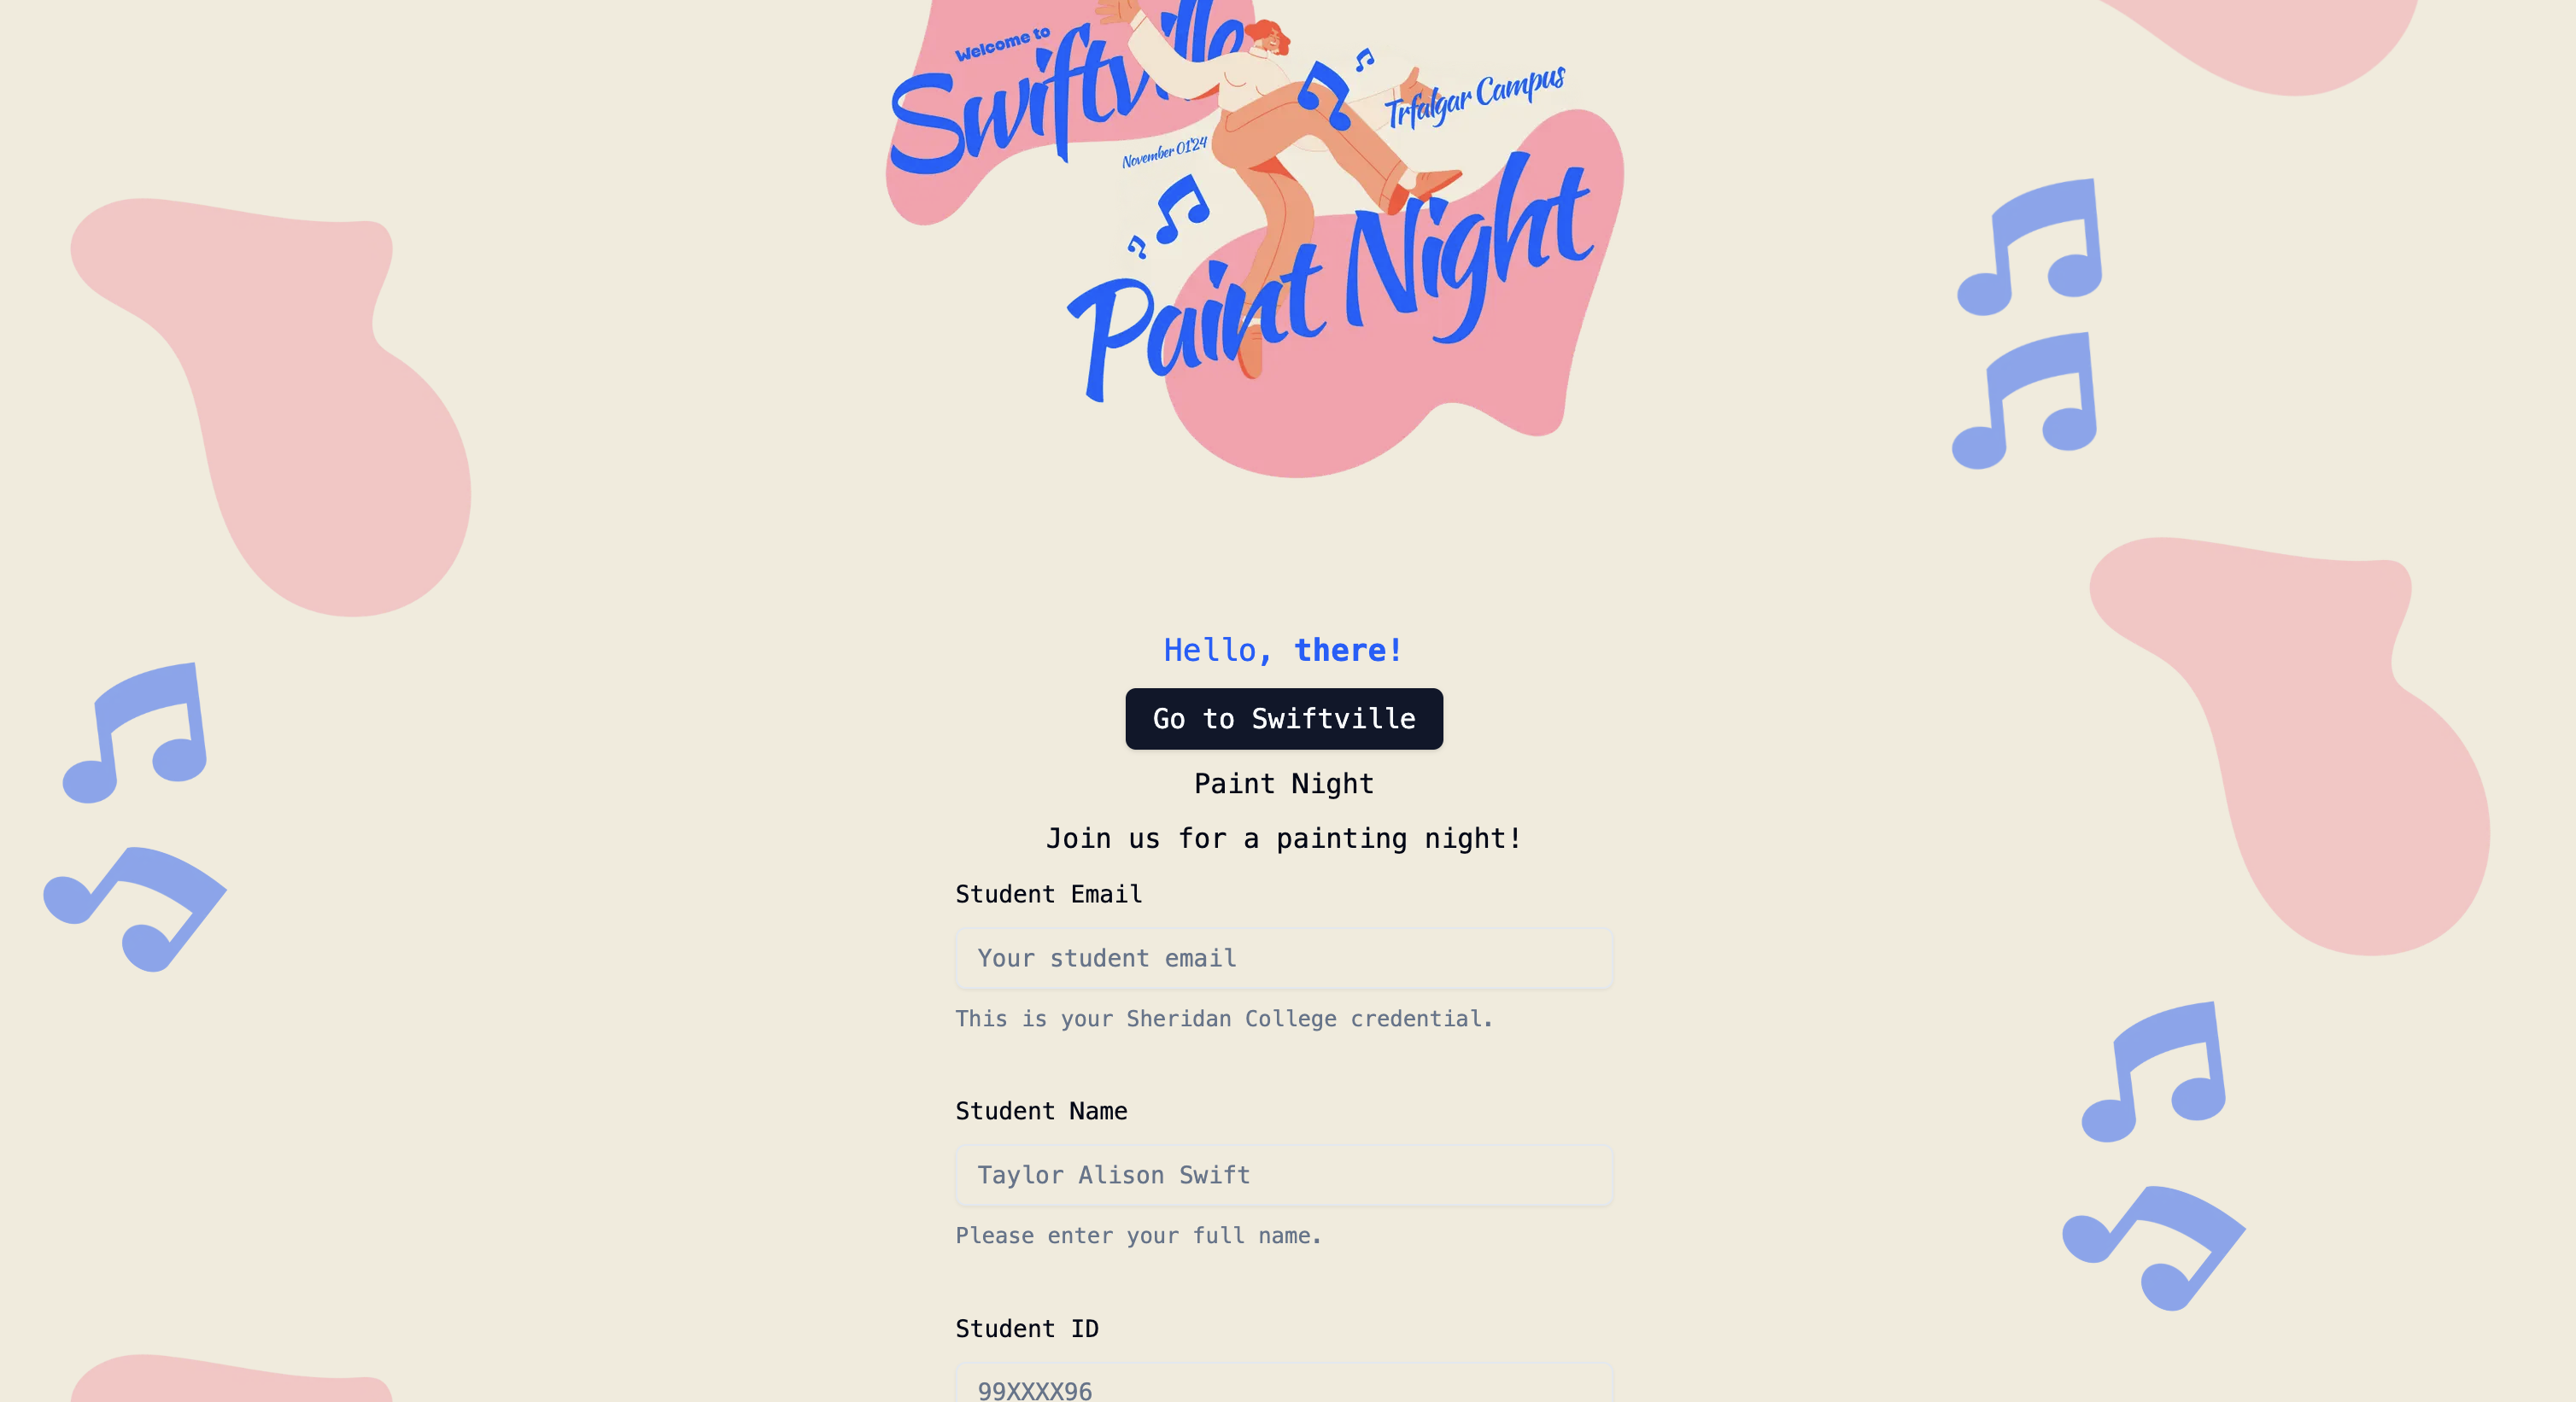 Welcome to
Swiftville
Trfalgar Campus
November 01'24
Paint Night
Hello, there!
Go to Swiftville
Paint Night
Join us for a painting night!
Student Email
Your student email
This is your Sheridan College credential.
Student Name
Taylor Alison Swift
Please enter your full name.
Student ID
99XXXX96